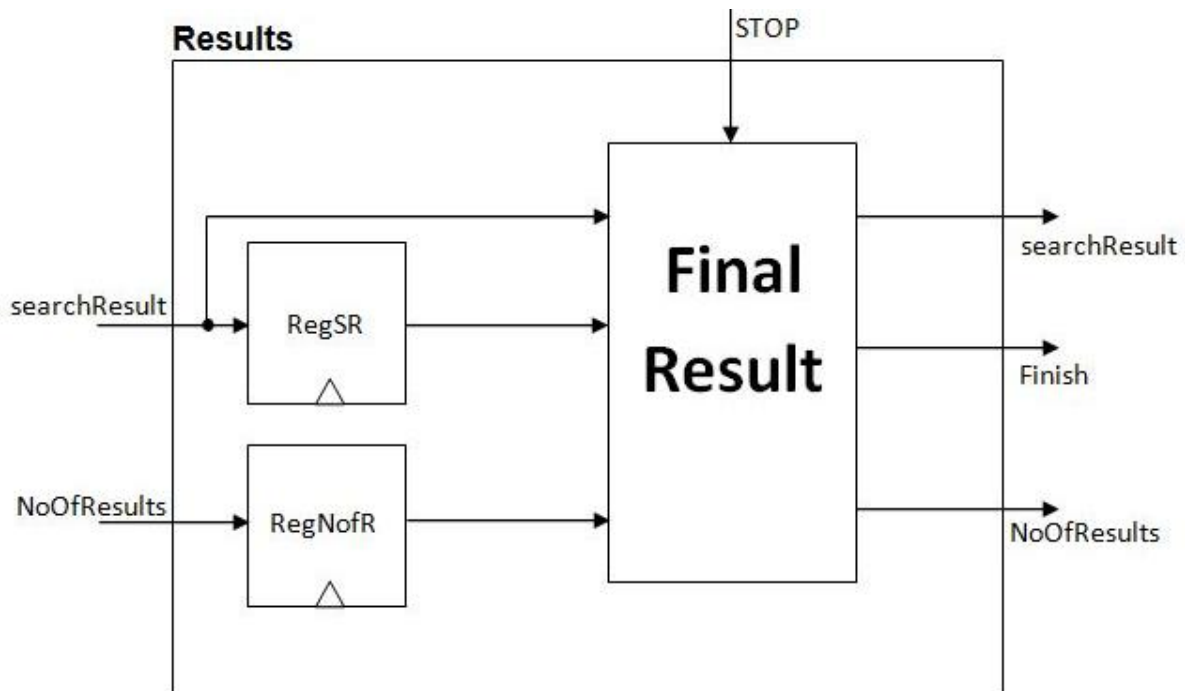 STOP
Results
searchResult
RegSR
Final
Result
searchResult
Finish
NoOfResults
RegNofR
NoOfResults